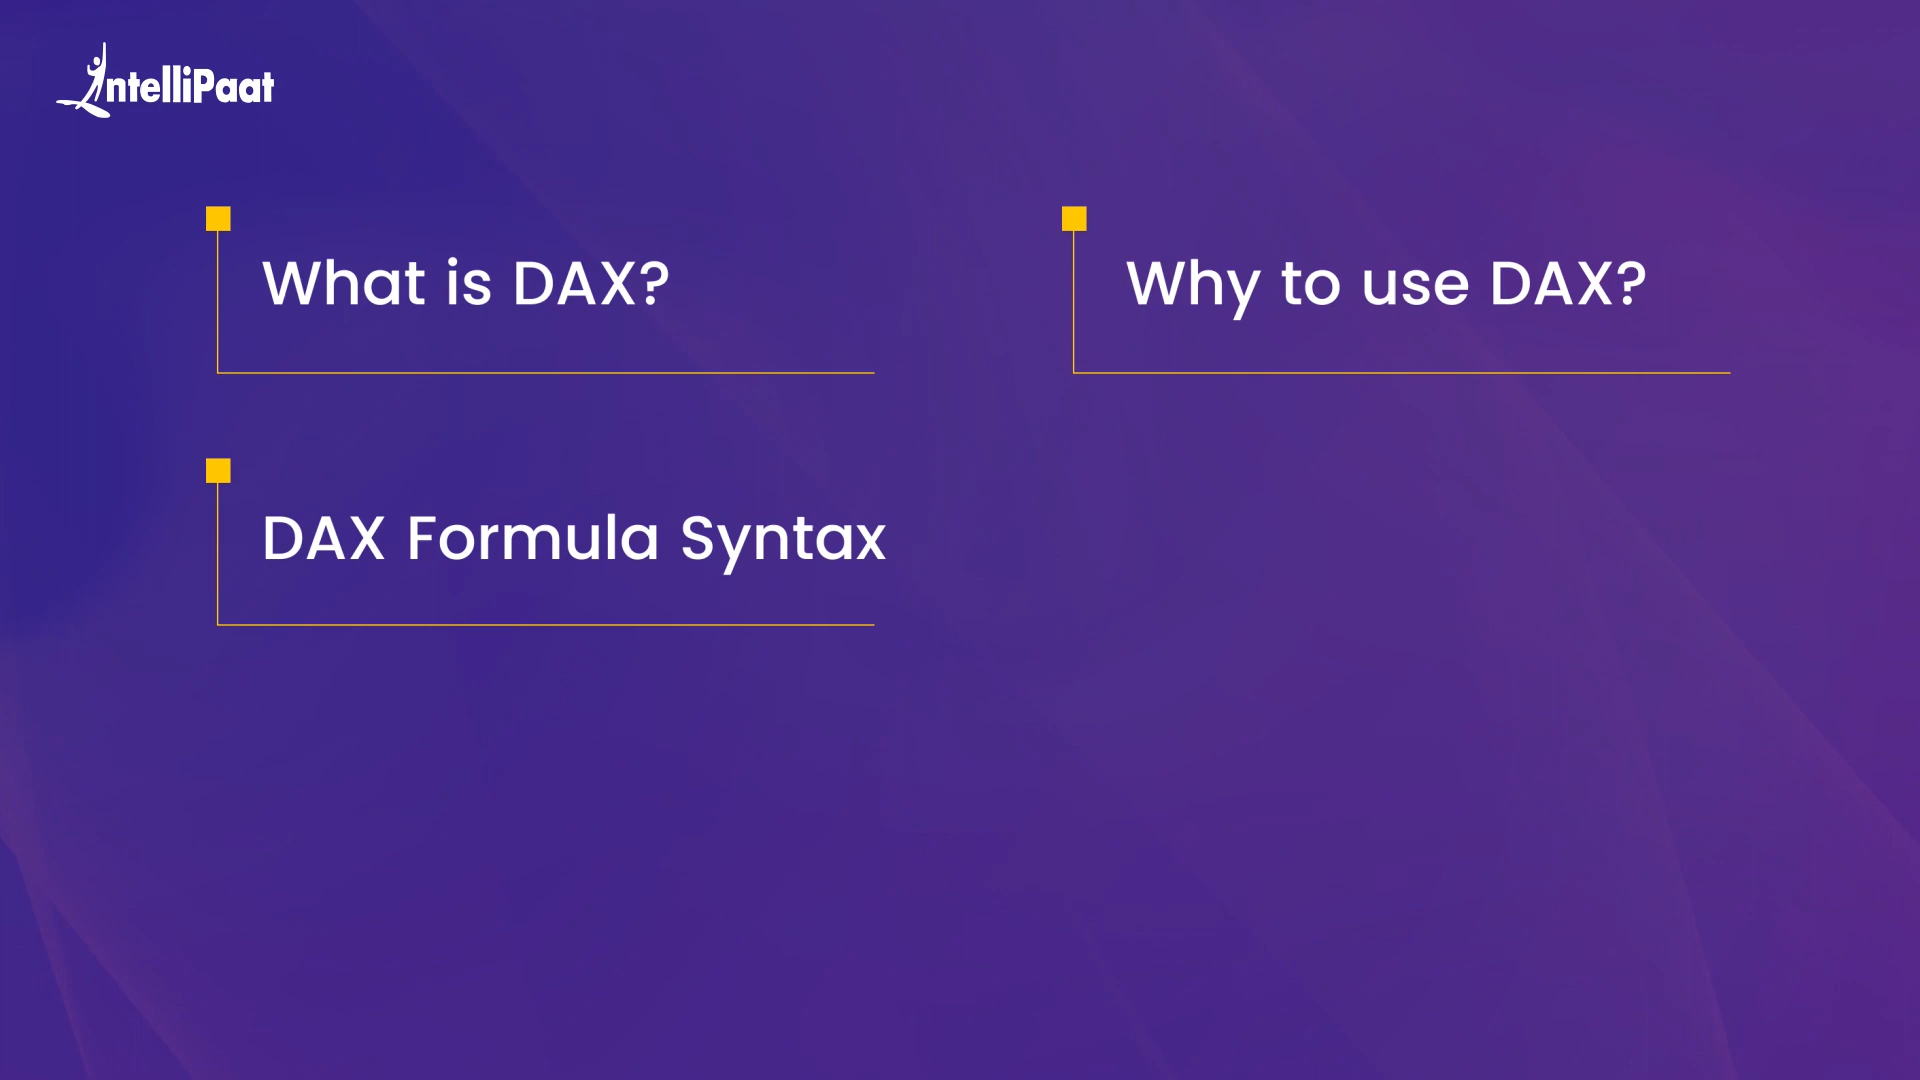 IntelliPaat
What is DAX?
Why to use DAX?
DAX Formula Syntax